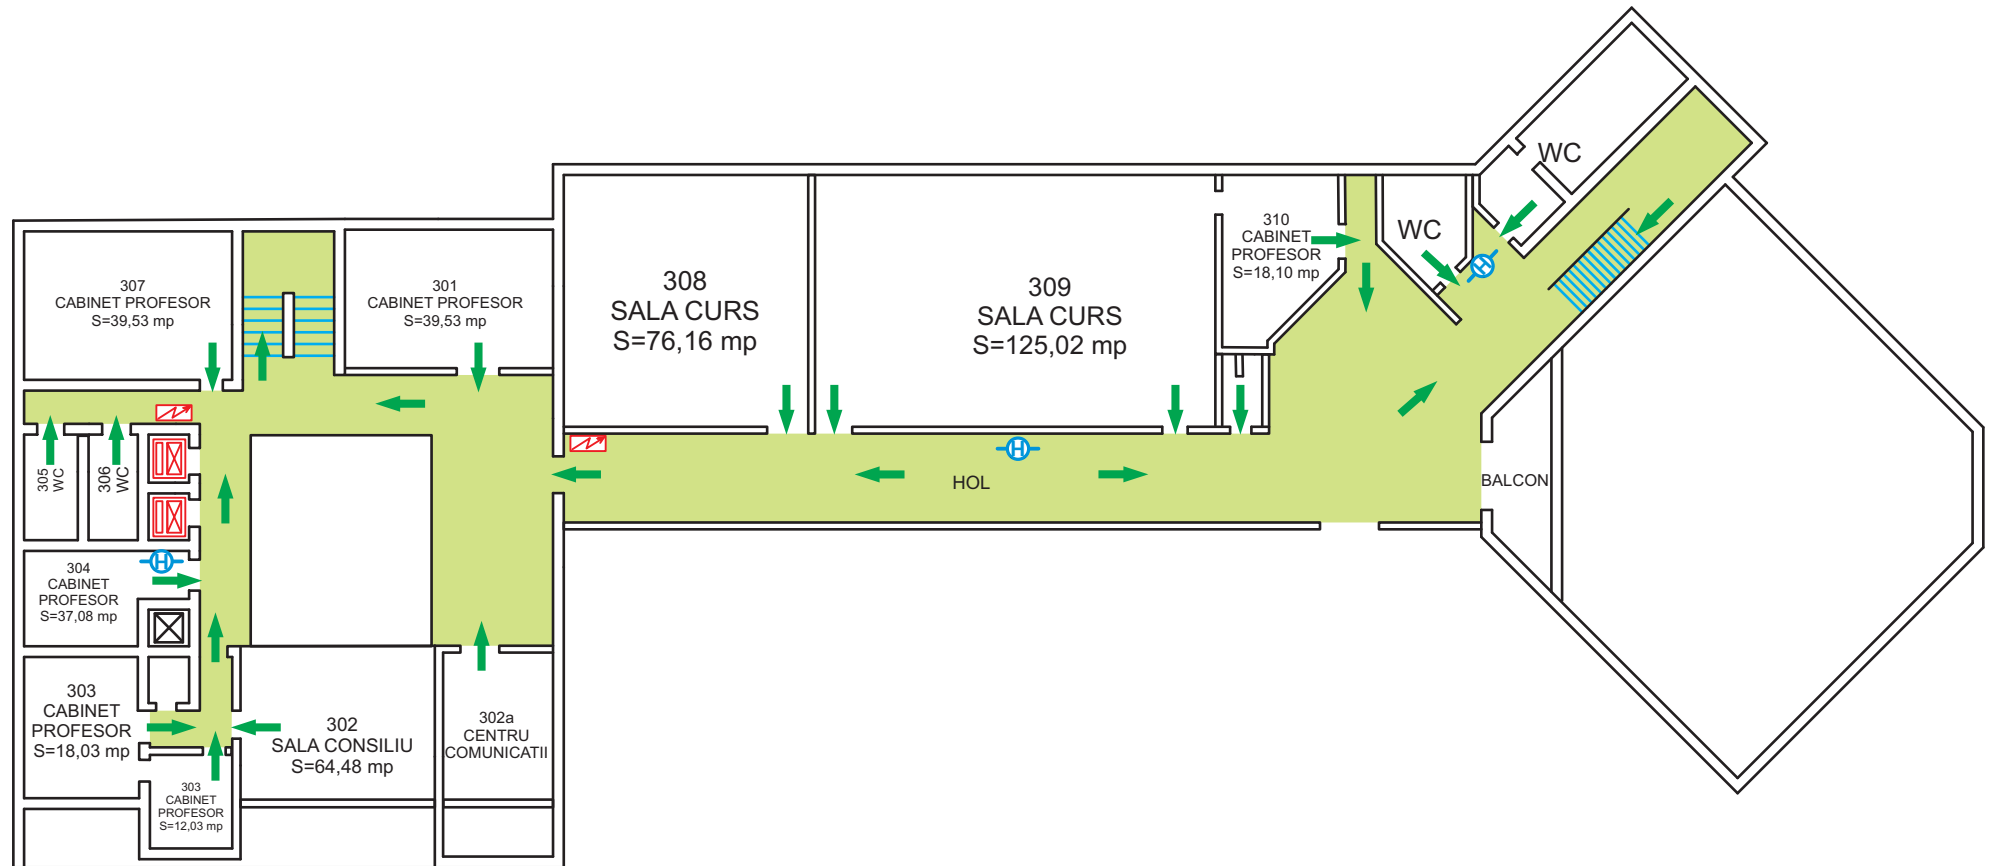 307
CABINET PROFESOR
S=39,53 mp
301
CABINET PROFESOR
S=39,53 mp
308
SALA CURS
S=76,16 mp
309
SALA CURS
S=125,02 mp
310
CABINET
PROFESOR
S=18,10 mp
WC
WC
305
WC
306
WC
HOL
BALCON
H
H
H
304
CABINET
PROFESOR
S=37,08 mp
303
CABINET
PROFESOR
S=18,03 mp
302
SALA CONSILIU
S=64,48 mp
302a
CENTRU
COMUNICATII
303
CABINET
PROFESOR
S=12,03 mp